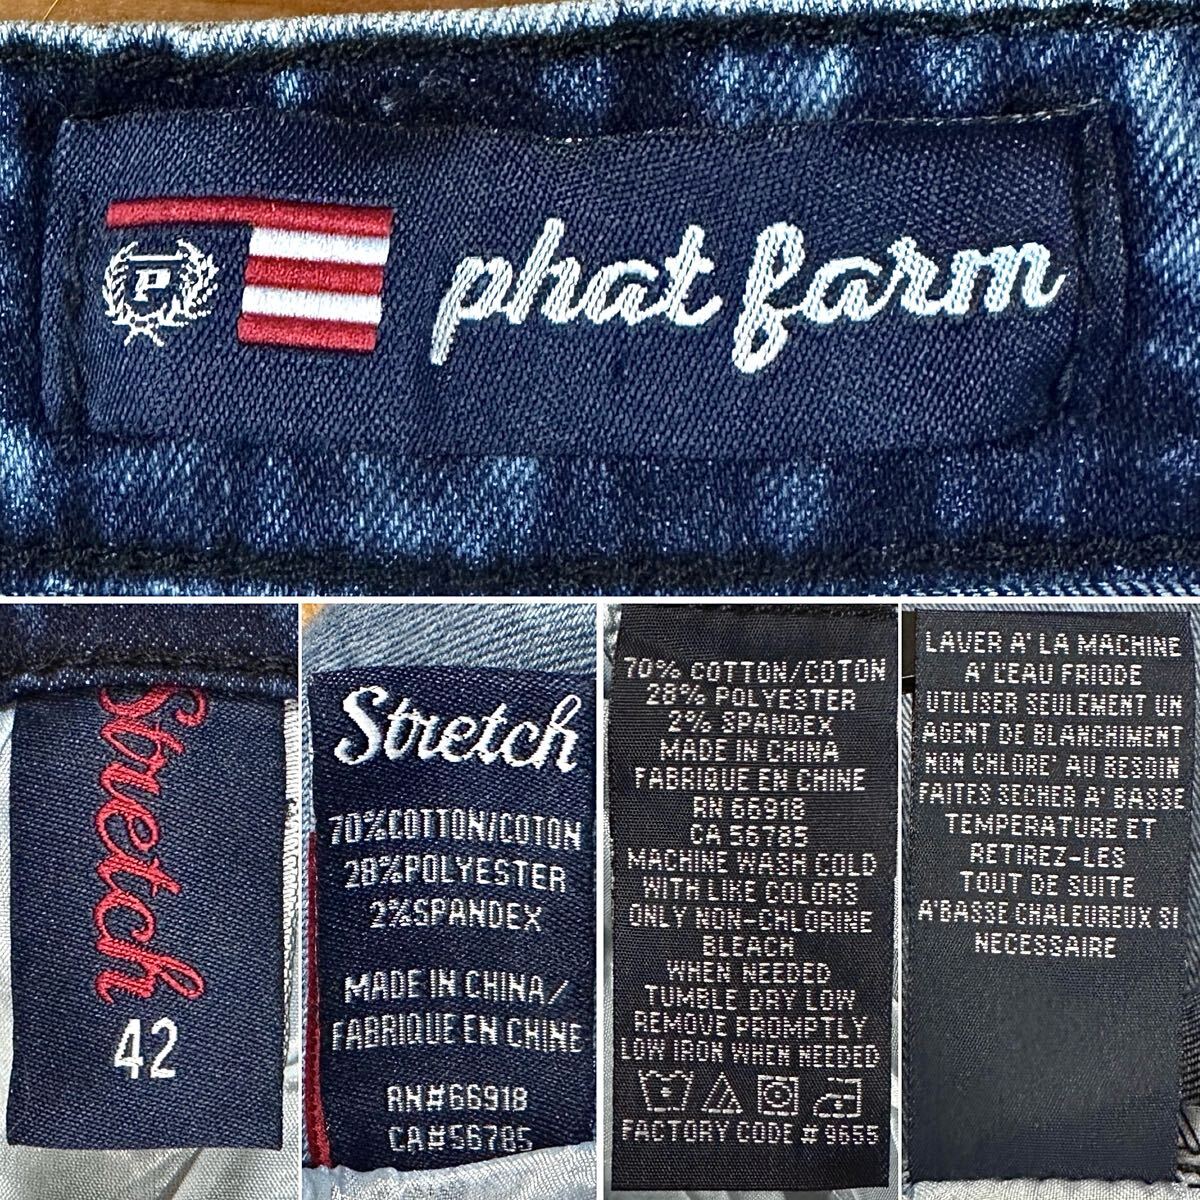 P
phat farm
Stretch
42
Stretch
70%COTTON/COTON
28%POLYESTER
2%SPANDEX
MADE IN CHINA/
FABRIQUE EN CHINE
RN#66918
CA#56785
70% COTTON/COTON
28% POLYESTER
2% SPANDEX
MADE IN CHINA
FABRIQUE EN CHINE
RN 66918
CA 56785
MACHINE WASH COLD
WITH LIKE COLORS
ONLY NON-CHLORINE
BLEACH
WHEN NEEDED
TUMBLE DRY LOW
REMOVE PROMPTLY
LOW IRON WHEN NEEDED
FACTORY CODE # 9655
LAVER A' LA MACHINE
A' L'EAU FRIODE
UTILISER SEULEMENT UN
AGENT DE BLANCHIMENT
NON CHLORE' AU BESOIN
FAITES SECHER A' BASSE
TEMPERATURE ET
RETIREZ-LES
TOUT DE SUITE
A'BASSE CHALEUREUX SI
NECESSAIRE